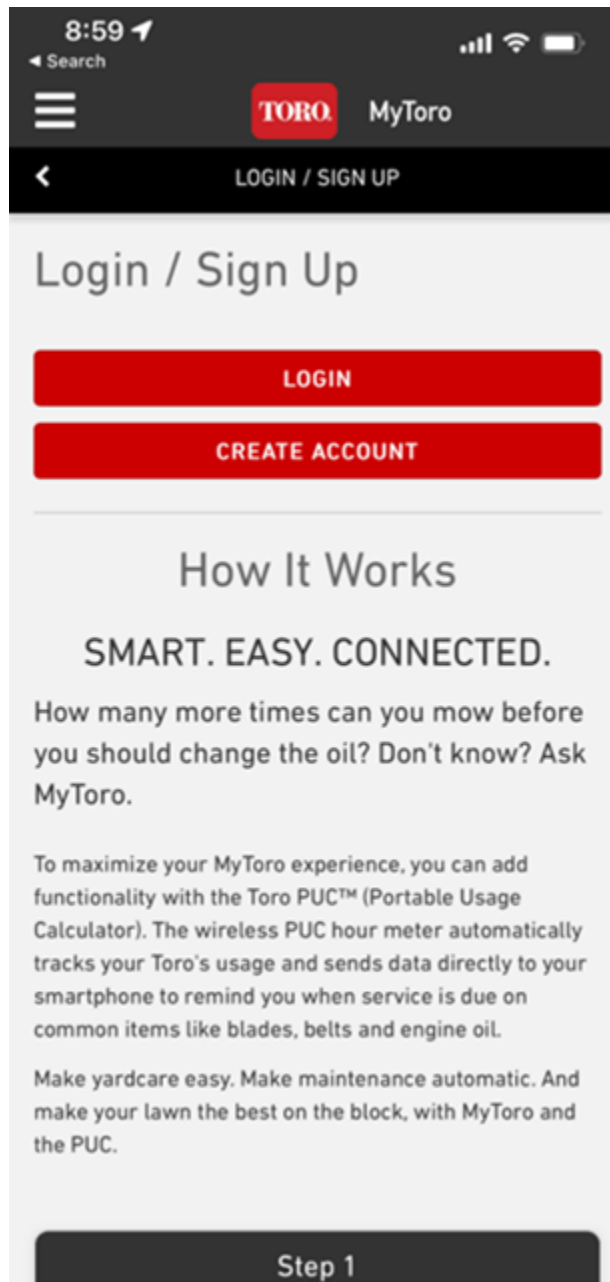 8:59
◀ Search
TORO. MyToro
LOGIN / SIGN UP
Login / Sign Up
LOGIN
CREATE ACCOUNT
How It Works
SMART. EASY. CONNECTED.
How many more times can you mow before
you should change the oil? Don't know? Ask
MyToro.
To maximize your MyToro experience, you can add
functionality with the Toro PUC™ (Portable Usage
Calculator). The wireless PUC hour meter automatically
tracks your Toro's usage and sends data directly to your
smartphone to remind you when service is due on
common items like blades, belts and engine oil.
Make yardcare easy. Make maintenance automatic. And
make your lawn the best on the block, with MyToro and
the PUC.
Step 1